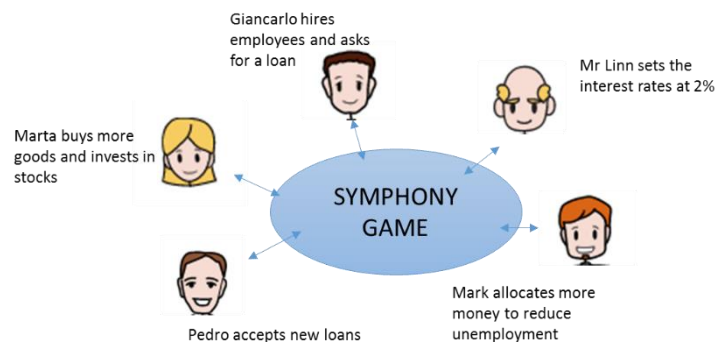 Giancarlo hires
employees and asks
for a loan
Mr Linn sets the
interest rates at 2%
Marta buys more
goods and invests in
stocks
SYMPHONY
GAME
Mark allocates more
money to reduce
unemployment
Pedro accepts new loans